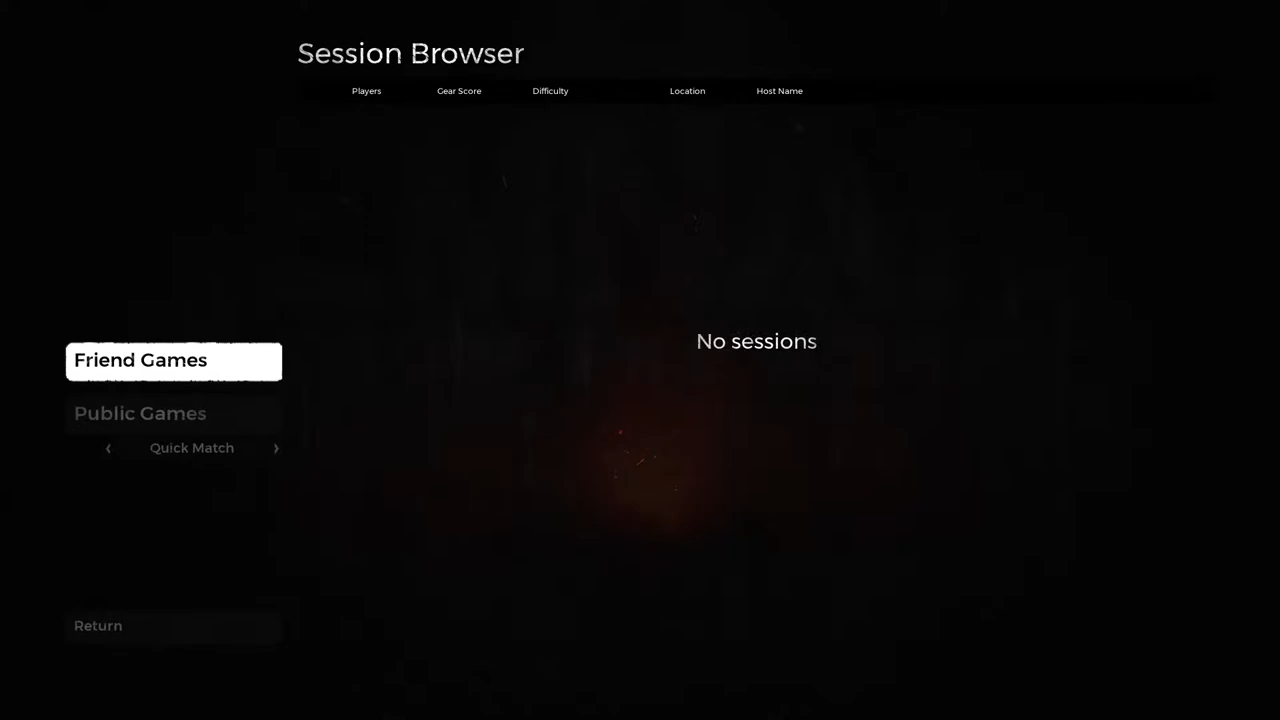 Session Browser
Players Gear Score Difficulty Location Host Name
No sessions
Friend Games
Public Games
‹ Quick Match ›
Return